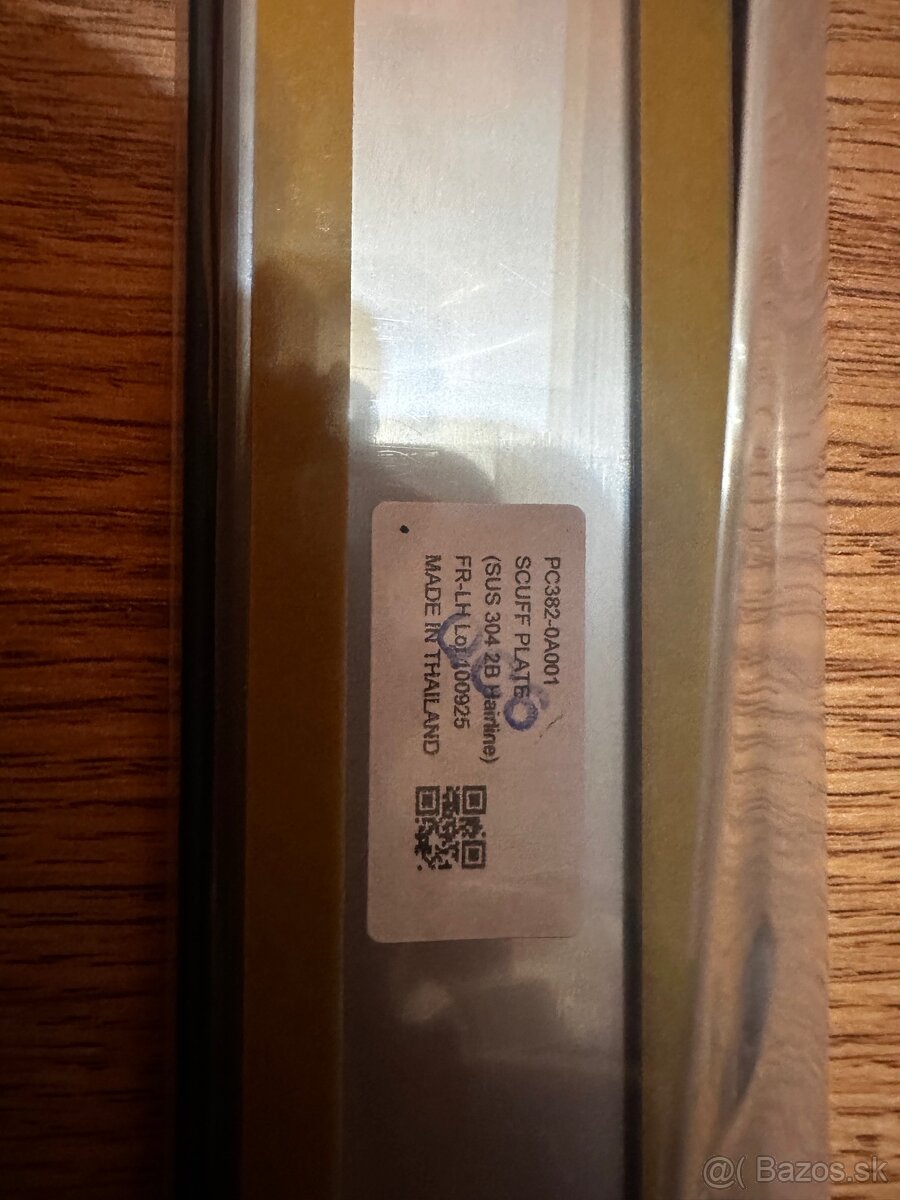 PC382-0A001
SCUFF PLATE
(SUS 304 2B Hairline)
FR-LH Lot 100925
MADE IN THAILAND
@( Bazos.sk